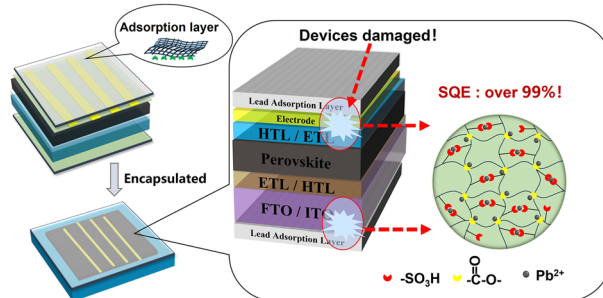 Adsorption layer
Encapsulated
Devices damaged!
Lead Adsorption Layer
Electrode
HTL / ETL
Perovskite
ETL / HTL
FTO / ITO
Lead Adsorption Layer
SQE : over 99%!
-SO₃H
O
-C-O-
Pb²⁺